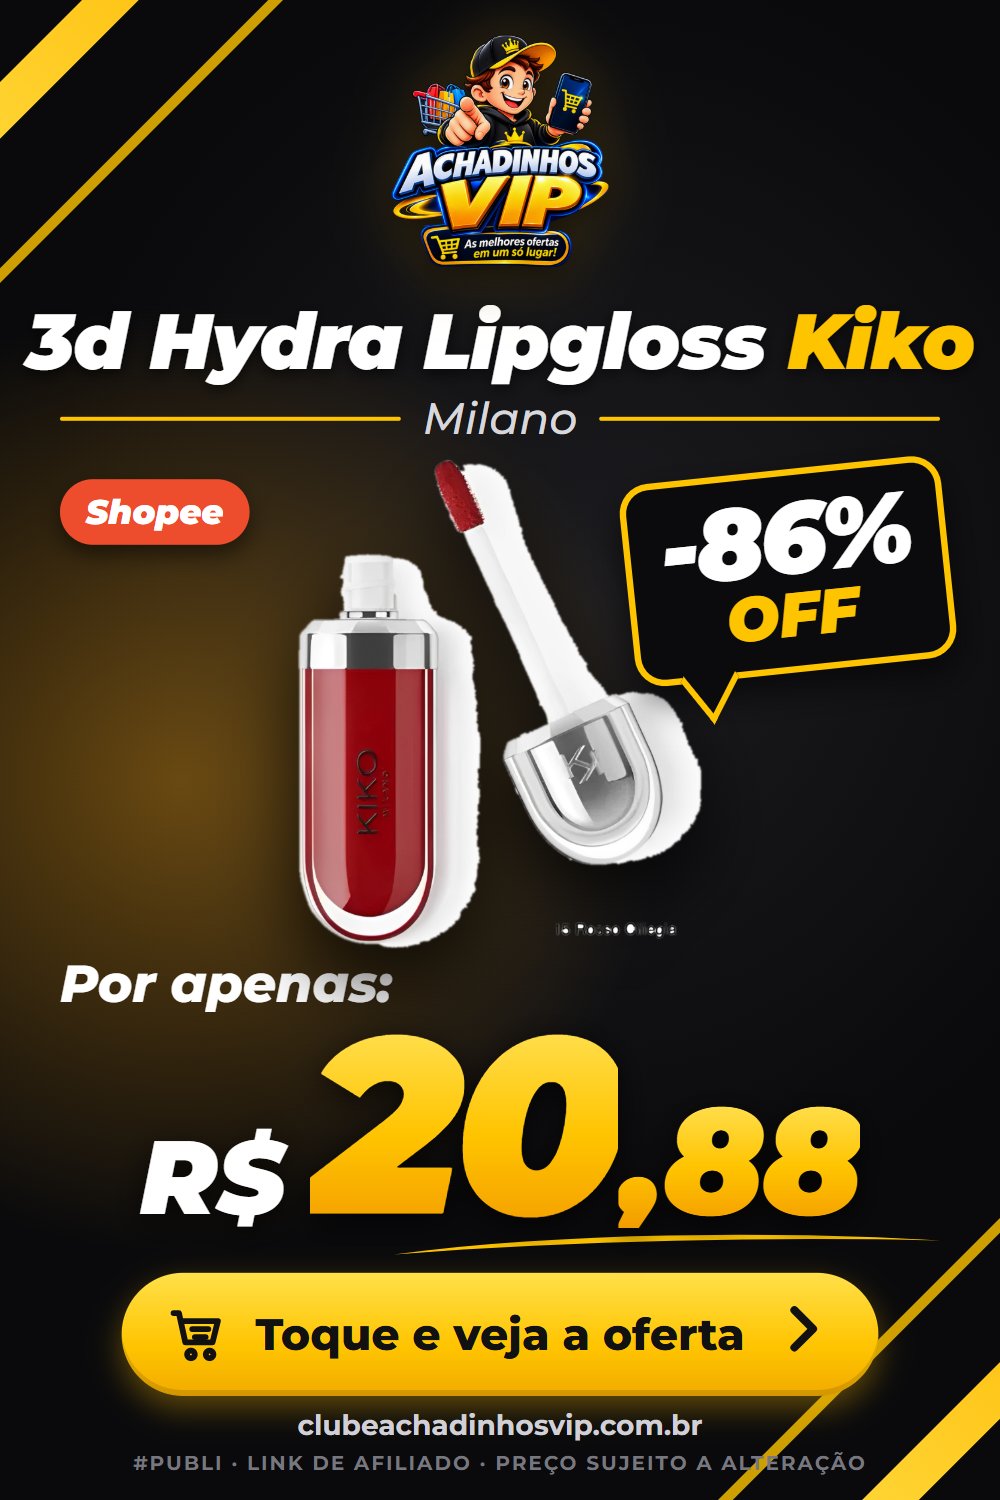 ACHADINHOS
VIP
As melhores ofertas
em um só lugar!
3d Hydra Lipgloss Kiko
Milano
Shopee
-86%
OFF
KIKO
MILANO
Por apenas:
R$ 20,88
Toque e veja a oferta
clubeachadinhosvip.com.br
#PUBLI · LINK DE AFILIADO · PREÇO SUJEITO A ALTERAÇÃO